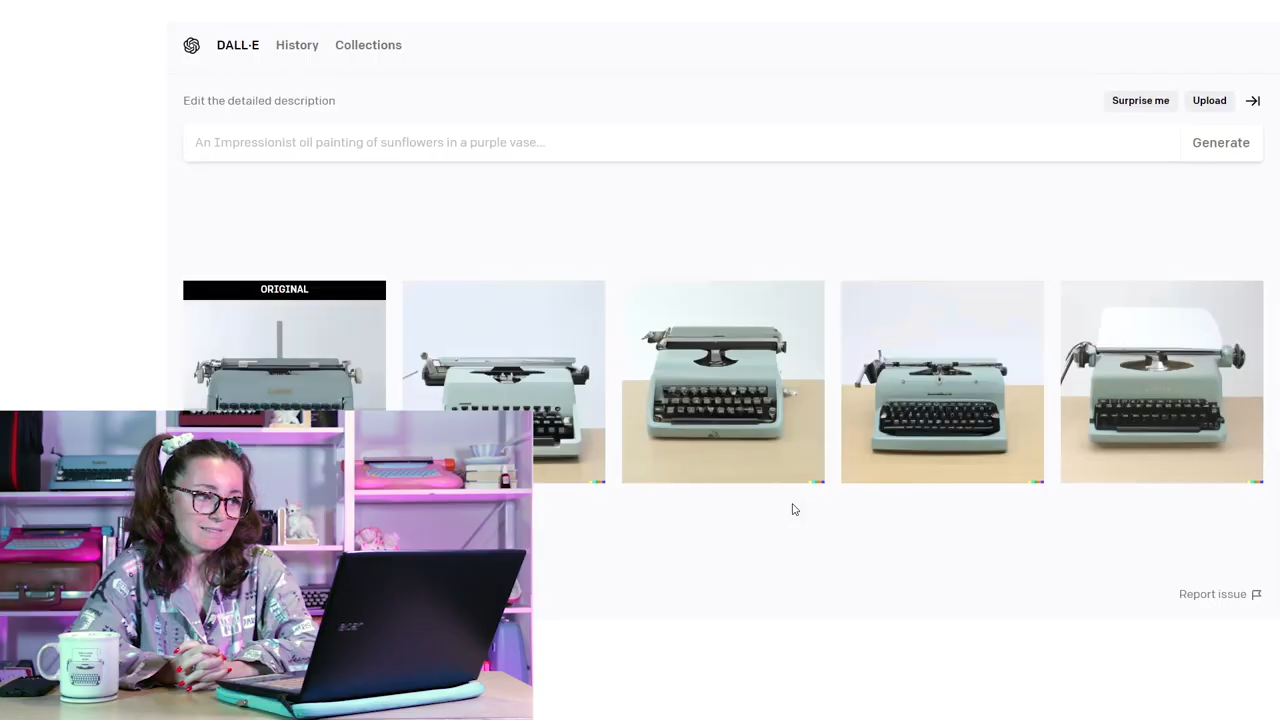 DALL·E History Collections
Edit the detailed description
Surprise me
Upload
An Impressionist oil painting of sunflowers in a purple vase...
Generate
ORIGINAL
Report issue
acer